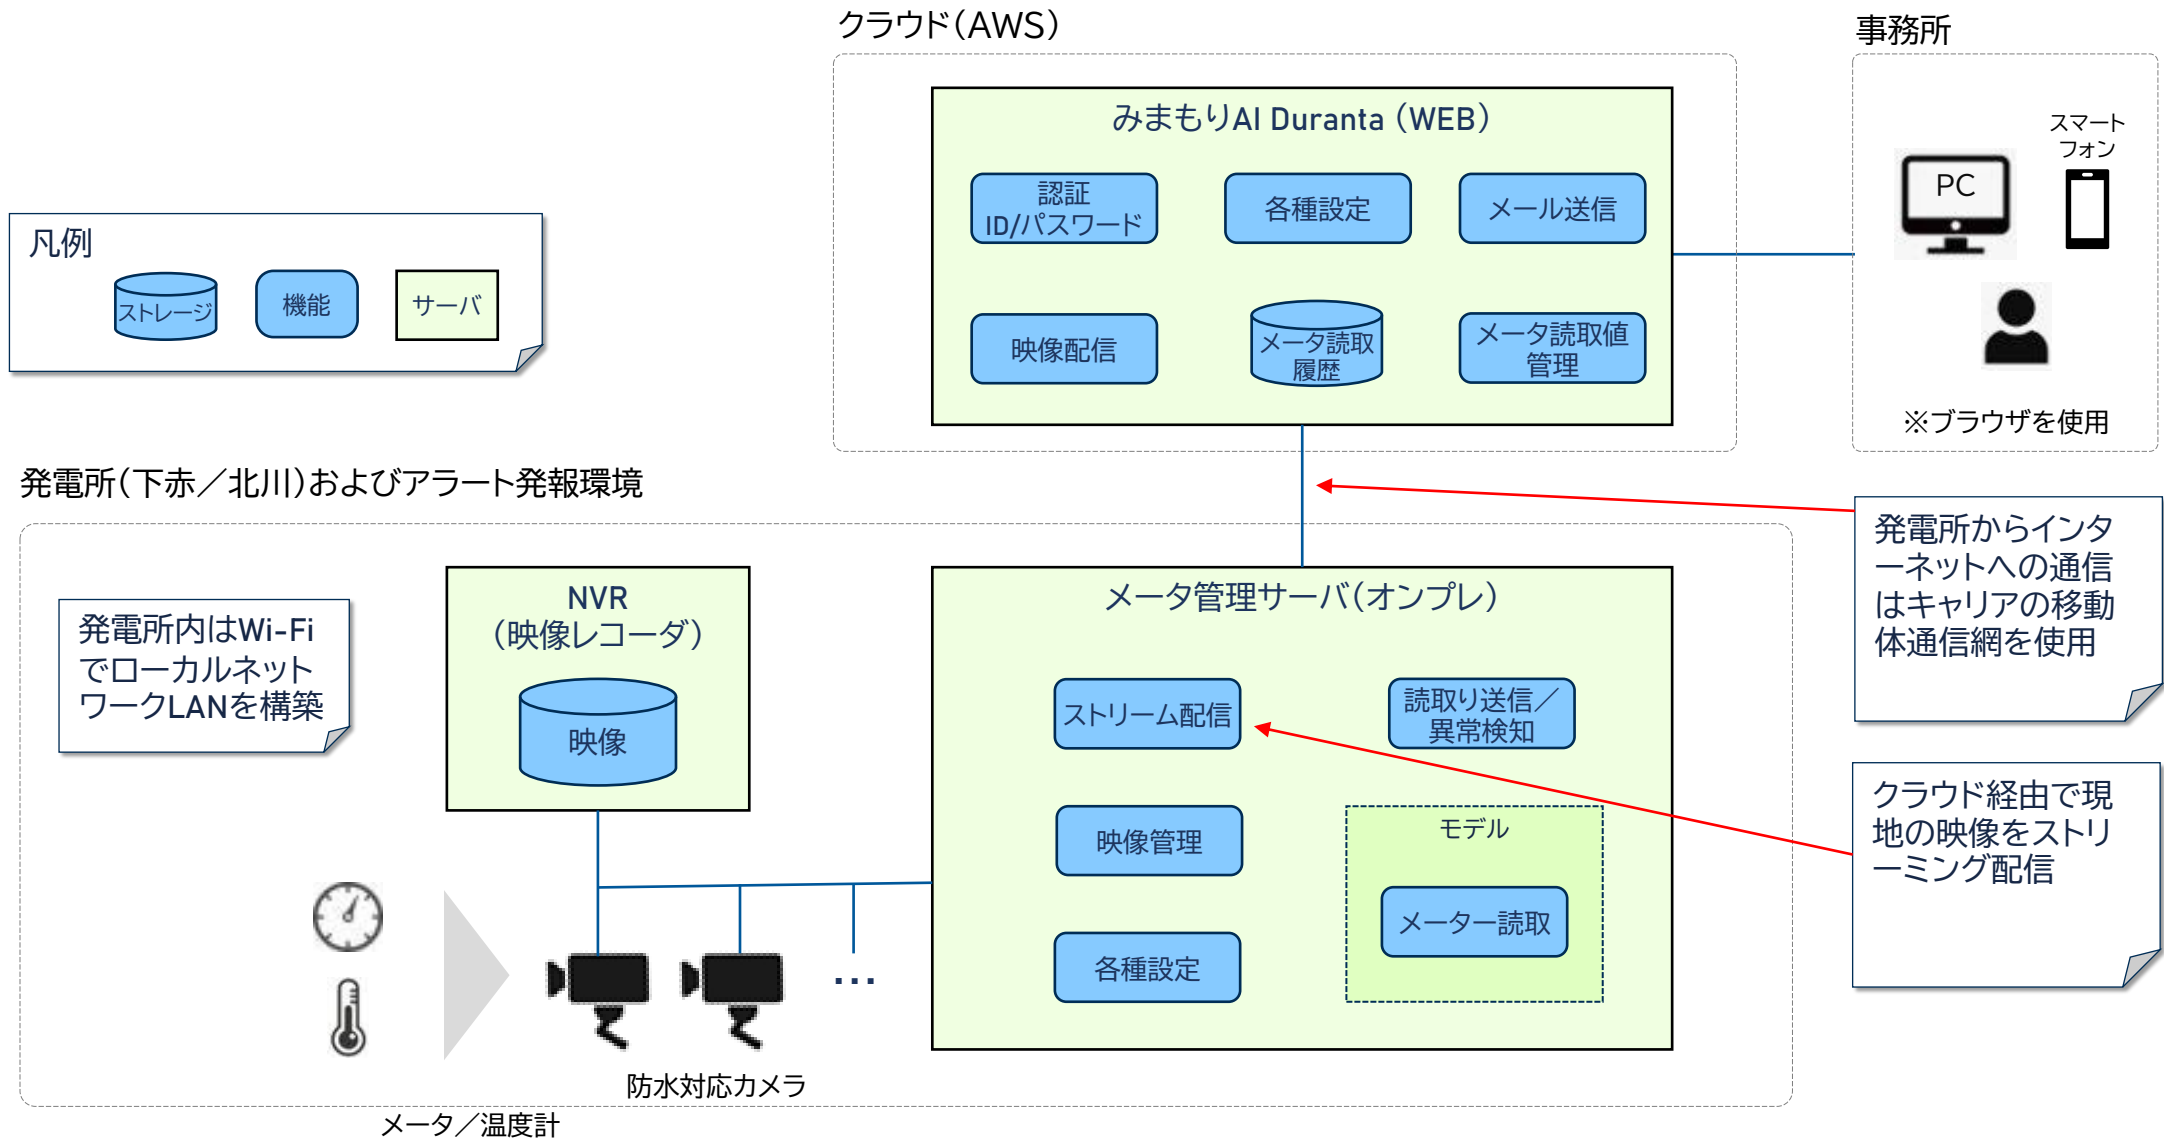 クラウド（AWS）
事務所
みまもりAI Duranta（WEB）
認証
ID/パスワード
各種設定
メール送信
映像配信
メータ読取
履歴
メータ読取値
管理
スマート
フォン
PC
※ブラウザを使用
凡例
ストレージ
機能
サーバ
発電所（下赤／北川）およびアラート発報環境
発電所内はWi-Fi
でローカルネット
ワークLANを構築
NVR
（映像レコーダ）
映像
メータ管理サーバ（オンプレ）
ストリーム配信
読取り送信／
異常検知
映像管理
モデル
メーター読取
各種設定
発電所からインタ
ーネットへの通信
はキャリアの移動
体通信網を使用
クラウド経由で現
地の映像をストリ
ーミング配信
…
防水対応カメラ
メータ／温度計